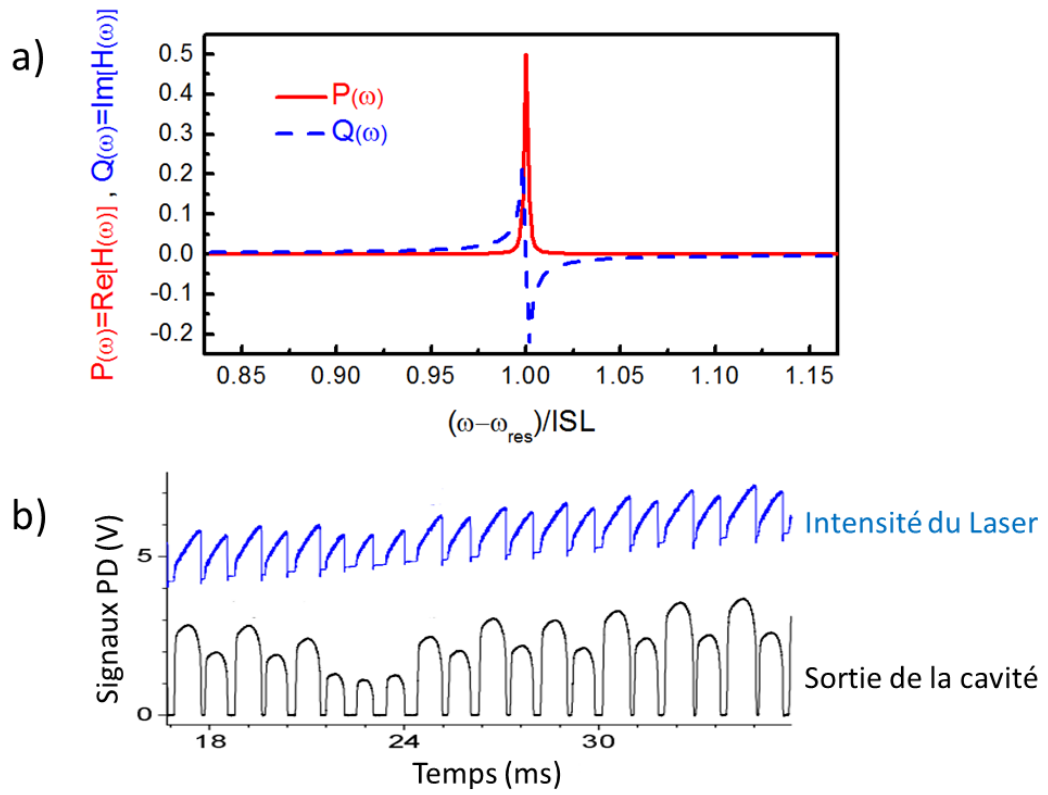 a)
P(ω)=Re[H(ω)] , Q(ω)=Im[H(ω)]
0.5
0.4
0.3
0.2
0.1
0.0
-0.1
-0.2
P(ω)
Q(ω)
0.85 0.90 0.95 1.00 1.05 1.10 1.15
(ω−ωres)/ISL
b)
Signaux PD (V)
5
0
Intensité du Laser
Sortie de la cavité
18 24 30
Temps (ms)